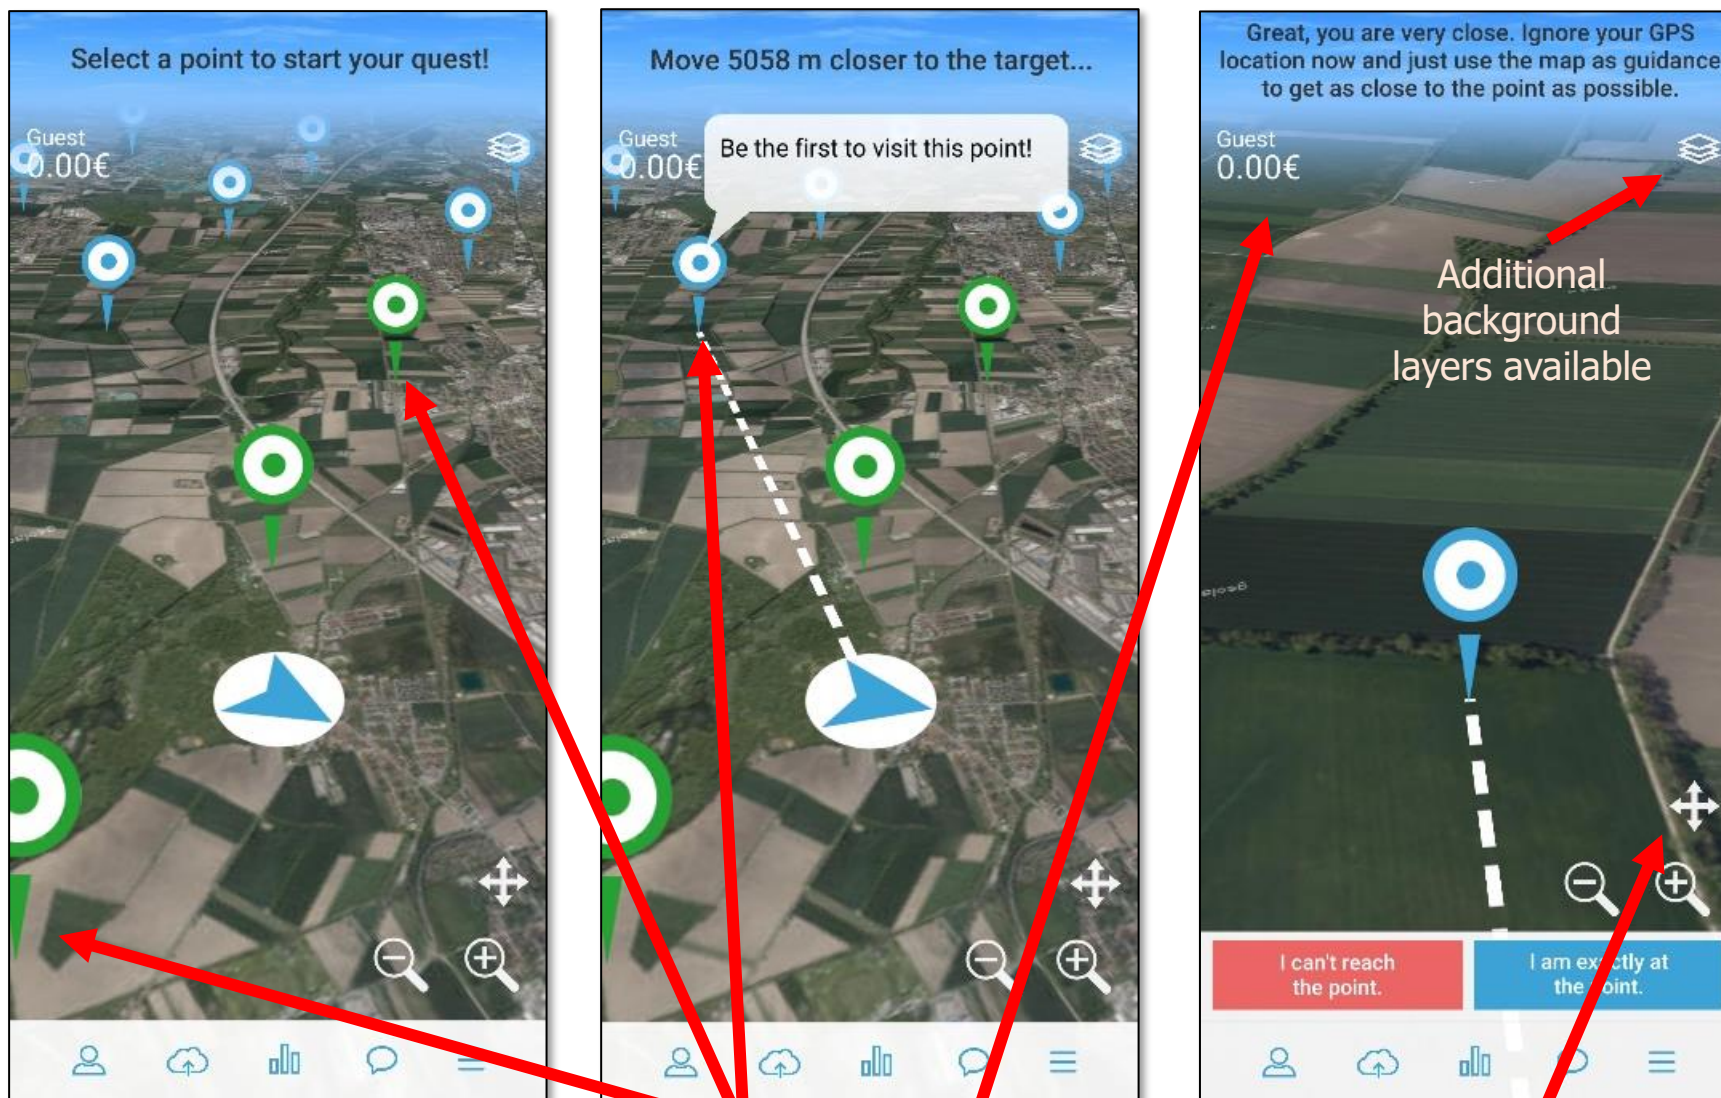 Select a point to start your quest!
Guest
0.00€
Move 5058 m closer to the target...
Guest
0.00€
Be the first to visit this point!
Great, you are very close. Ignore your GPS
location now and just use the map as guidance
to get as close to the point as possible.
Guest
0.00€
Additional
background
layers available
I can't reach
the point.
I am exactly at
the point.